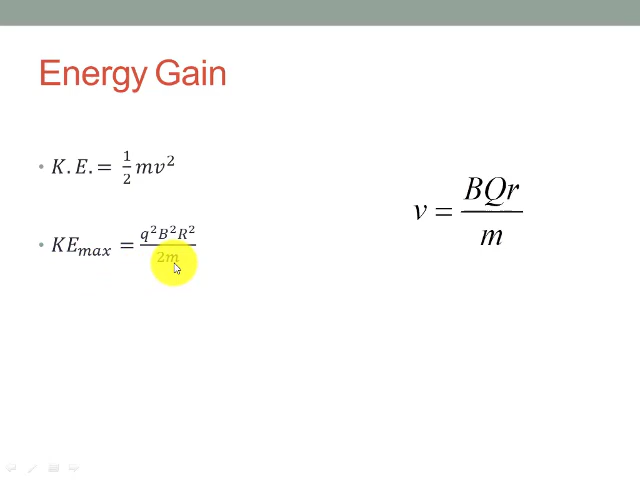 Energy Gain
• K.E. = 1/2 mv²
v = BQr/m
• KE_max = q²B²R²/2m